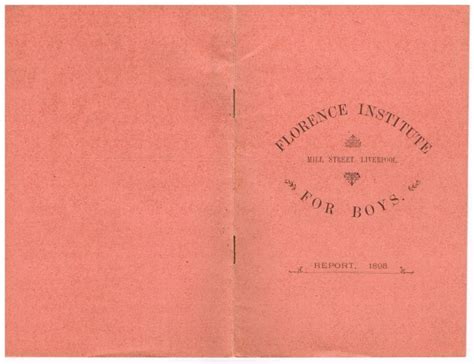 FLORENCE INSTITUTE
MILL STREET, LIVERPOOL.
FOR BOYS.
REPORT, 1898